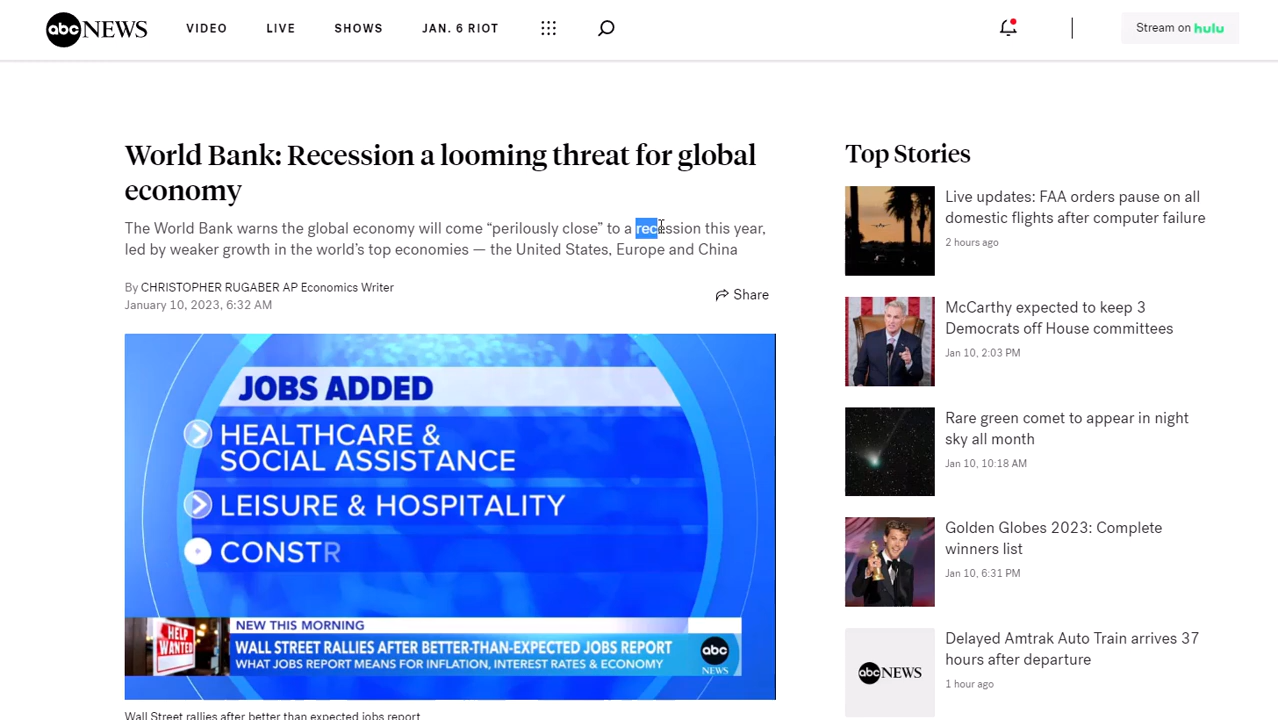 abc NEWS VIDEO LIVE SHOWS JAN. 6 RIOT Stream on hulu
World Bank: Recession a looming threat for global
economy
The World Bank warns the global economy will come “perilously close” to a recession this year,
led by weaker growth in the world’s top economies — the United States, Europe and China
By CHRISTOPHER RUGABER AP Economics Writer
January 10, 2023, 6:32 AM
Share
JOBS ADDED
HEALTHCARE &
SOCIAL ASSISTANCE
LEISURE & HOSPITALITY
CONSTR
HELP
WANTED
NEW THIS MORNING
WALL STREET RALLIES AFTER BETTER-THAN-EXPECTED JOBS REPORT
WHAT JOBS REPORT MEANS FOR INFLATION, INTEREST RATES & ECONOMY
abc
NEWS
Wall Street rallies after better than expected jobs report
Top Stories
Live updates: FAA orders pause on all
domestic flights after computer failure
2 hours ago
McCarthy expected to keep 3
Democrats off House committees
Jan 10, 2:03 PM
Rare green comet to appear in night
sky all month
Jan 10, 10:18 AM
Golden Globes 2023: Complete
winners list
Jan 10, 6:31 PM
abc NEWS
Delayed Amtrak Auto Train arrives 37
hours after departure
1 hour ago